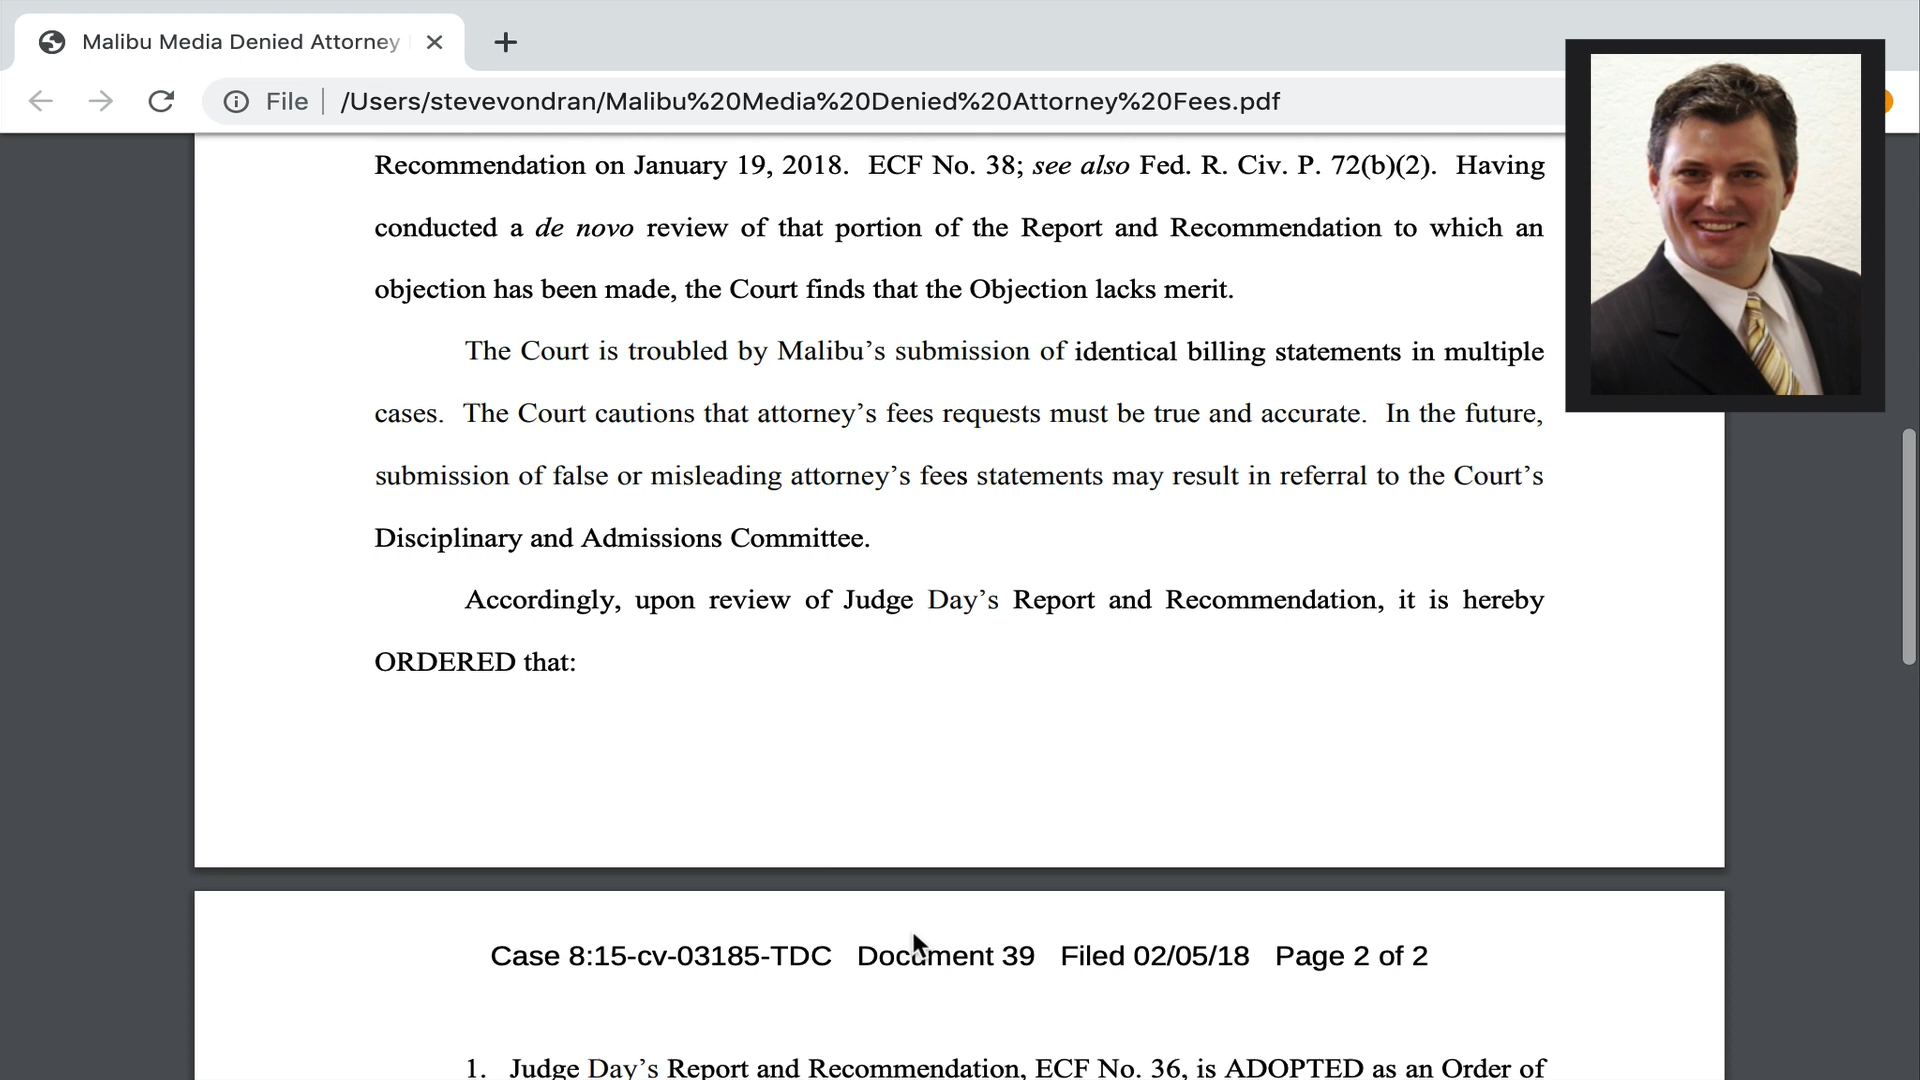 Malibu Media Denied Attorney
File | /Users/stevevondran/Malibu%20Media%20Denied%20Attorney%20Fees.pdf
Recommendation on January 19, 2018. ECF No. 38; see also Fed. R. Civ. P. 72(b)(2). Having
conducted a de novo review of that portion of the Report and Recommendation to which an
objection has been made, the Court finds that the Objection lacks merit.
The Court is troubled by Malibu’s submission of identical billing statements in multiple
cases. The Court cautions that attorney’s fees requests must be true and accurate. In the future,
submission of false or misleading attorney’s fees statements may result in referral to the Court’s
Disciplinary and Admissions Committee.
Accordingly, upon review of Judge Day’s Report and Recommendation, it is hereby
ORDERED that:
Case 8:15-cv-03185-TDC Document 39 Filed 02/05/18 Page 2 of 2
1. Judge Day’s Report and Recommendation, ECF No. 36, is ADOPTED as an Order of